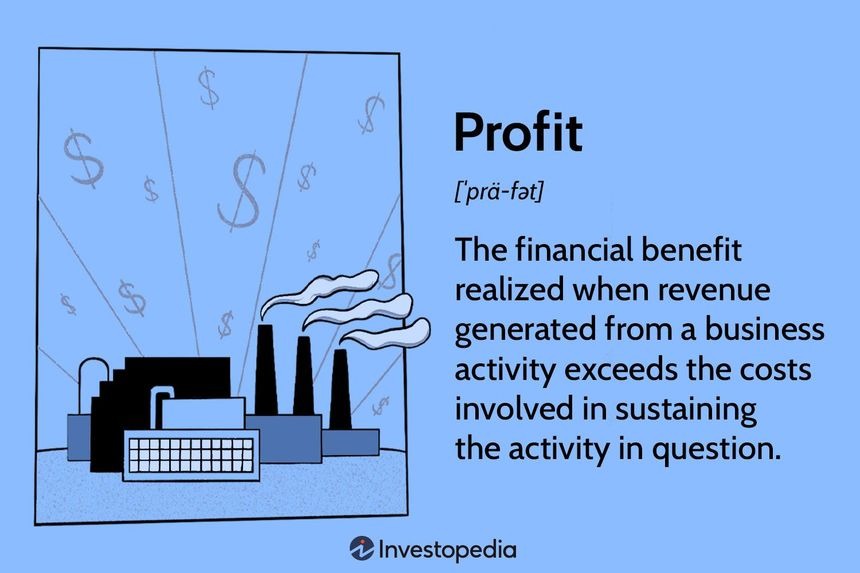 Profit
['prä-fət]
The financial benefit
realized when revenue
generated from a business
activity exceeds the costs
involved in sustaining
the activity in question.
Investopedia